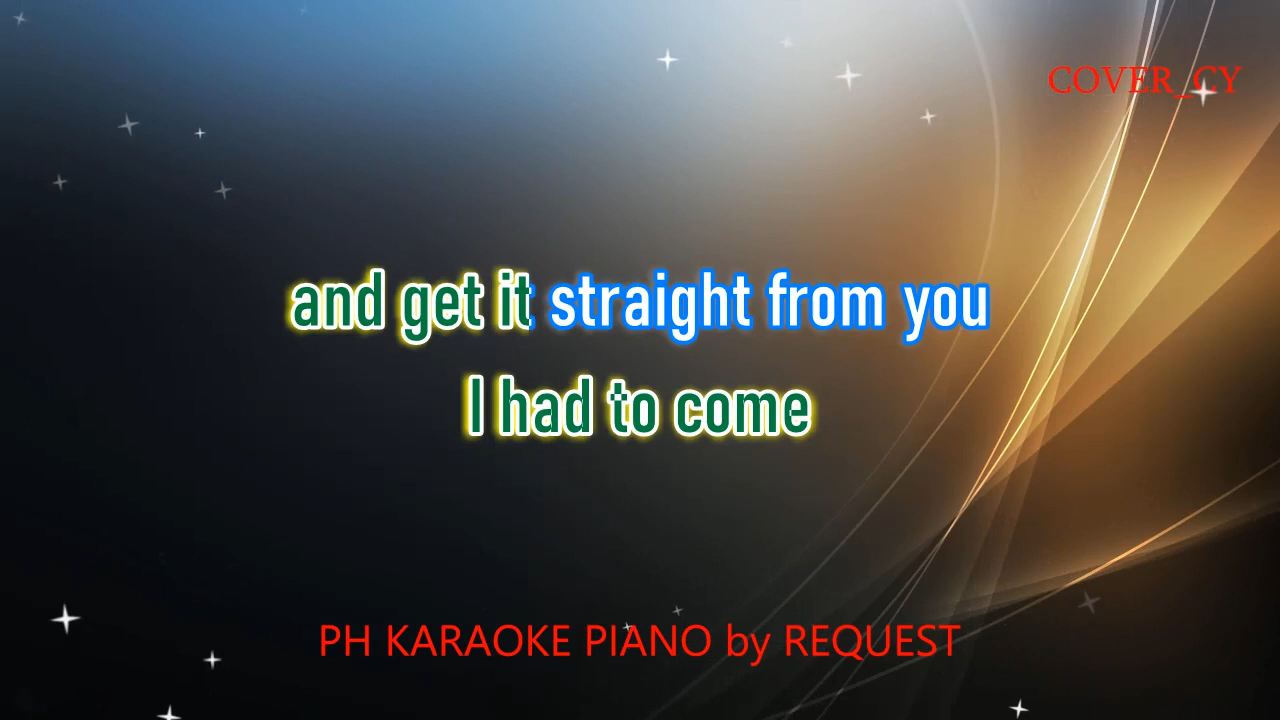 COVER_CY
and get it straight from you
I had to come
PH KARAOKE PIANO by REQUEST